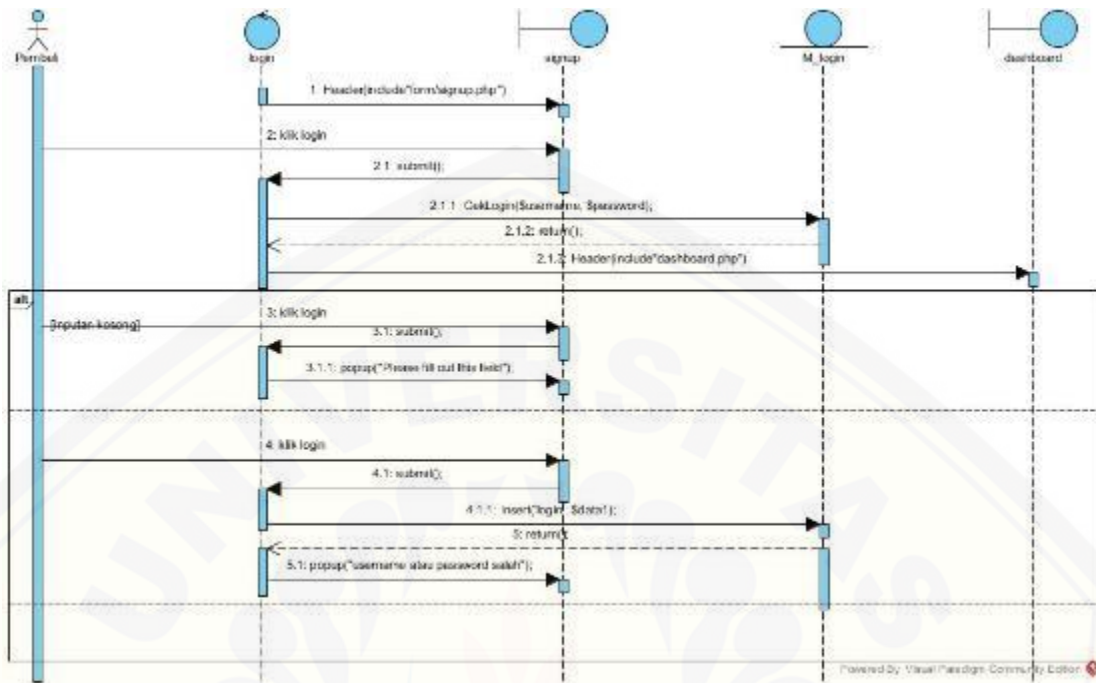 Pembeli
login
signup
M_login
dashboard
1: Header(include"form/signup.php")
2: klik login
2.1: submit();
2.1.1: CekLogin($username, $password);
2.1.2: return();
2.1.3: Header(include"dashboard.php")
alt
[inputan kosong]
3: klik login
3.1: submit();
3.1.1: popup("Please fill out this field");
4: klik login
4.1: submit();
4.1.1: Insert('login', $data1);
5: return();
5.1: popup("username atau password salah");
UNIVERSITAS
Powered By Visual Paradigm Community Edition